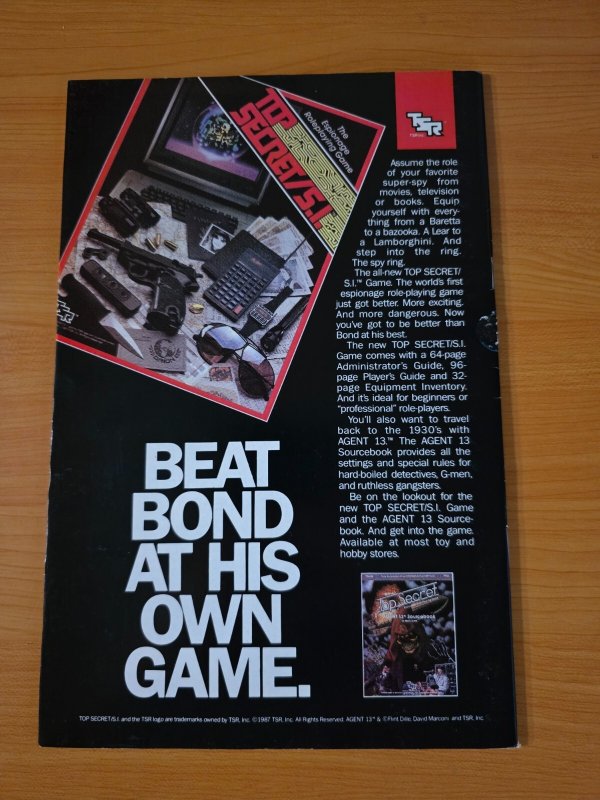 TOP
SECRET/S.I.
The
Espionage
Roleplaying Game
TSR
Assume the role
of your favorite
super-spy from
movies, television
or books. Equip
yourself with every-
thing from a Baretta
to a bazooka. A Lear to
a Lamborghini. And
step into the ring.
The spy ring.
The all-new TOP SECRET/
S.I.™ Game. The world's first
espionage role-playing game
just got better. More exciting.
And more dangerous. Now
you've got to be better than
Bond at his best.
The new TOP SECRET/S.I.
Game comes with a 64-page
Administrator's Guide, 96-
page Player's Guide and 32-
page Equipment Inventory.
And it's ideal for beginners or
"professional" role-players.
You'll also want to travel
back to the 1930's with
AGENT 13.™ The AGENT 13
Sourcebook provides all the
settings and special rules for
hard-boiled detectives, G-men,
and ruthless gangsters.
Be on the lookout for the
new TOP SECRET/S.I. Game
and the AGENT 13 Source-
book. And get into the game.
Available at most toy and
hobby stores.
BEAT
BOND
AT HIS
OWN
GAME.
Top Secret
TOP SECRET/S.I. and the TSR logo are trademarks owned by TSR, Inc. ©1987 TSR, Inc. All Rights Reserved. AGENT 13™ & ©Flint Dille, David Marconi and TSR, Inc.